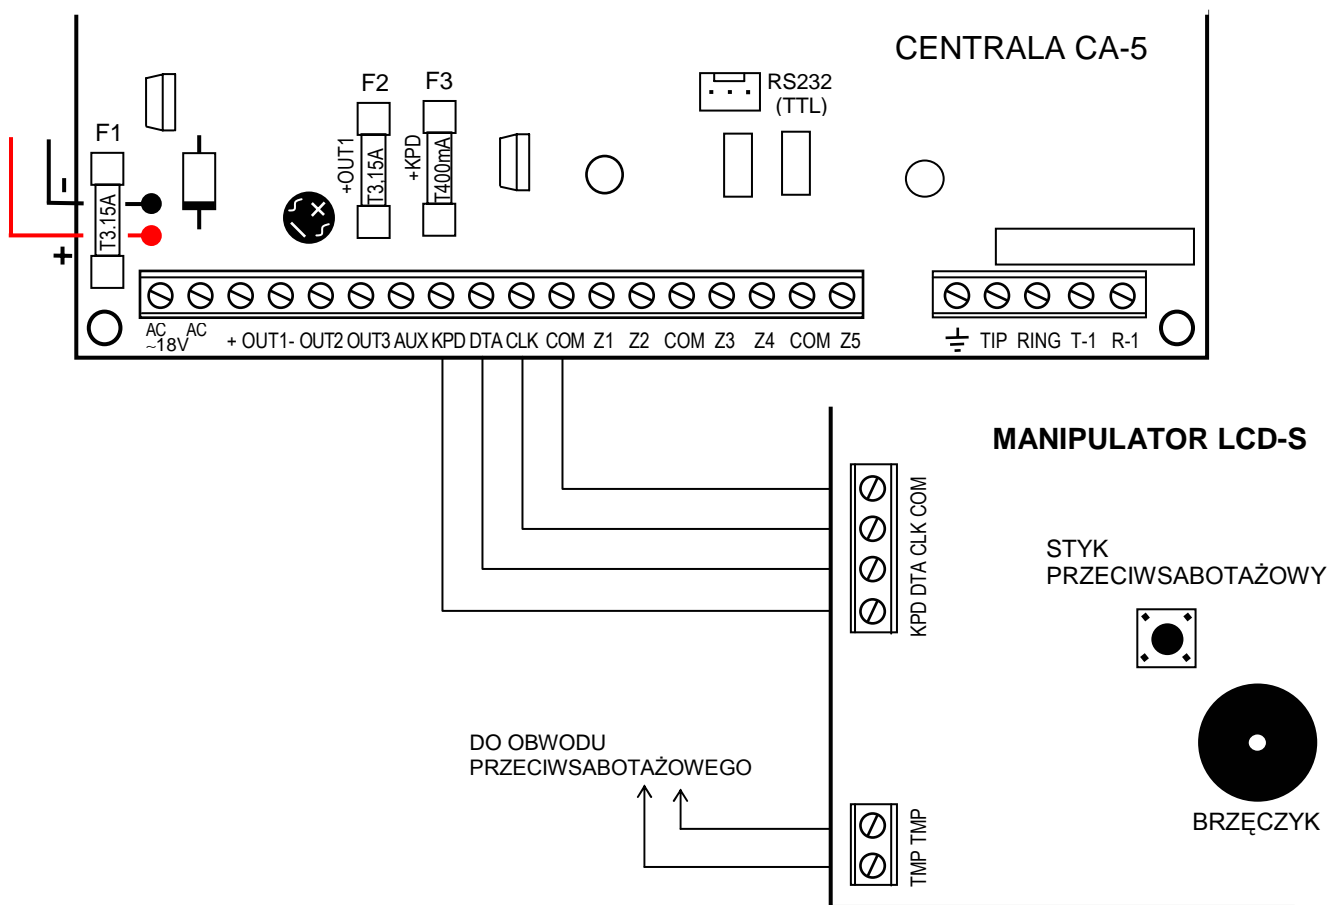 CENTRALA CA-5
RS232
(TTL)
F1
F2
F3
T3.15A
+OUT1
T3,15A
+KPD
T400mA
-
+
AC AC
~18V
+ OUT1- OUT2 OUT3 AUX KPD DTA CLK COM Z1 Z2 COM Z3 Z4 COM Z5
TIP RING T-1 R-1
MANIPULATOR LCD-S
KPD DTA CLK COM
STYK
PRZECIWSABOTAŻOWY
DO OBWODU
PRZECIWSABOTAŻOWEGO
TMP TMP
BRZĘCZYK